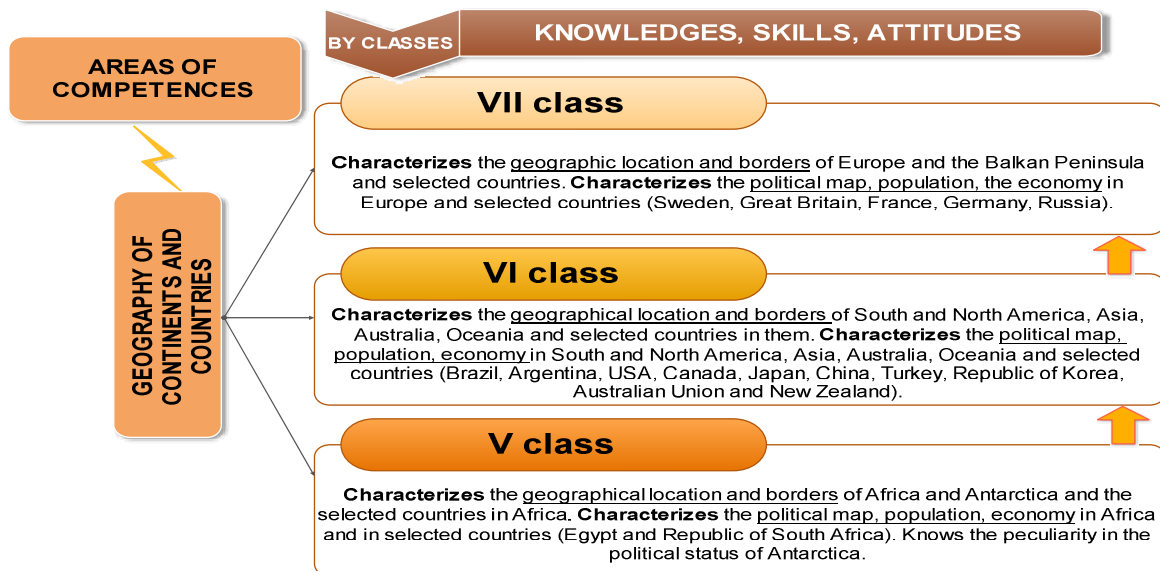 AREAS OF
COMPETENCES
BY CLASSES
KNOWLEDGES, SKILLS, ATTITUDES
GEOGRAPHY OF
CONTINENTS AND
COUNTRIES
VII class
Characterizes the geographic location and borders of Europe and the Balkan Peninsula
and selected countries. Characterizes the political map, population, the economy in
Europe and selected countries (Sweden, Great Britain, France, Germany, Russia).
VI class
Characterizes the geographical location and borders of South and North America, Asia,
Australia, Oceania and selected countries in them. Characterizes the political map,
population, economy in South and North America, Asia, Australia, Oceania and selected
countries (Brazil, Argentina, USA, Canada, Japan, China, Turkey, Republic of Korea,
Australian Union and New Zealand).
V class
Characterizes the geographical location and borders of Africa and Antarctica and the
selected countries in Africa. Characterizes the political map, population, economy in Africa
and in selected countries (Egypt and Republic of South Africa). Knows the peculiarity in the
political status of Antarctica.